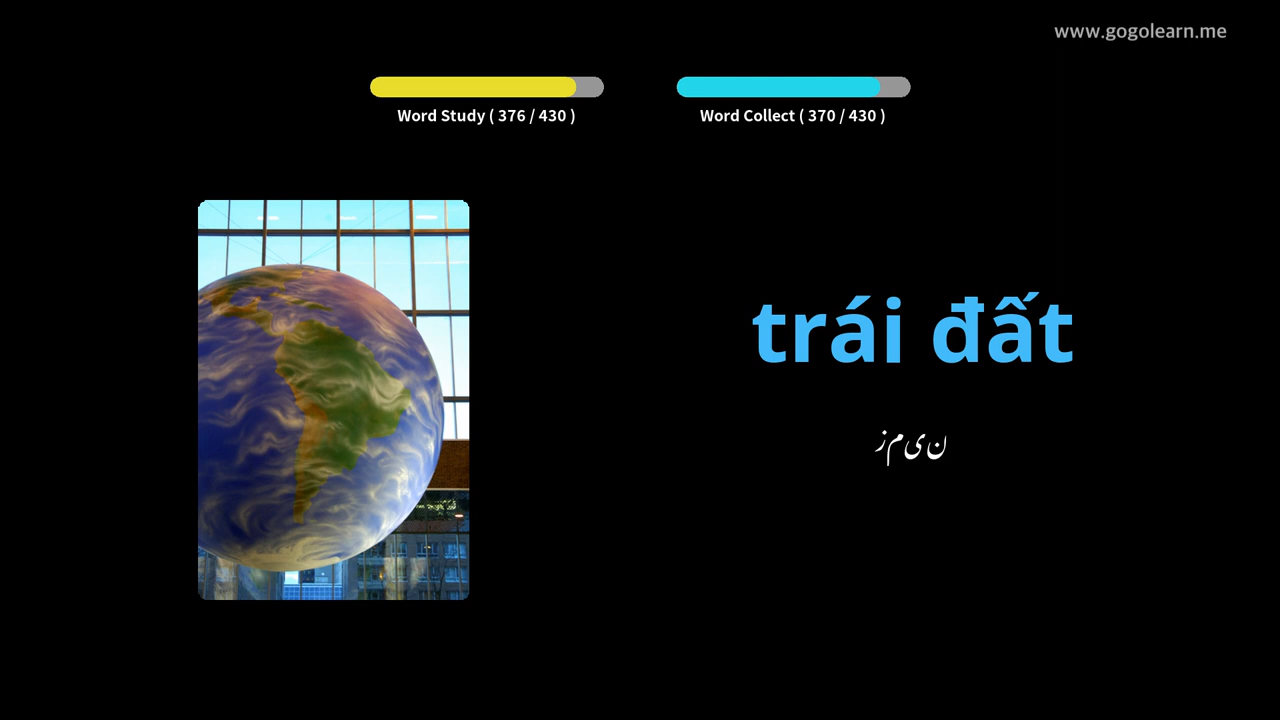 www.gogolearn.me
Word Study ( 376 / 430 )
Word Collect ( 370 / 430 )
trái đất
زمین